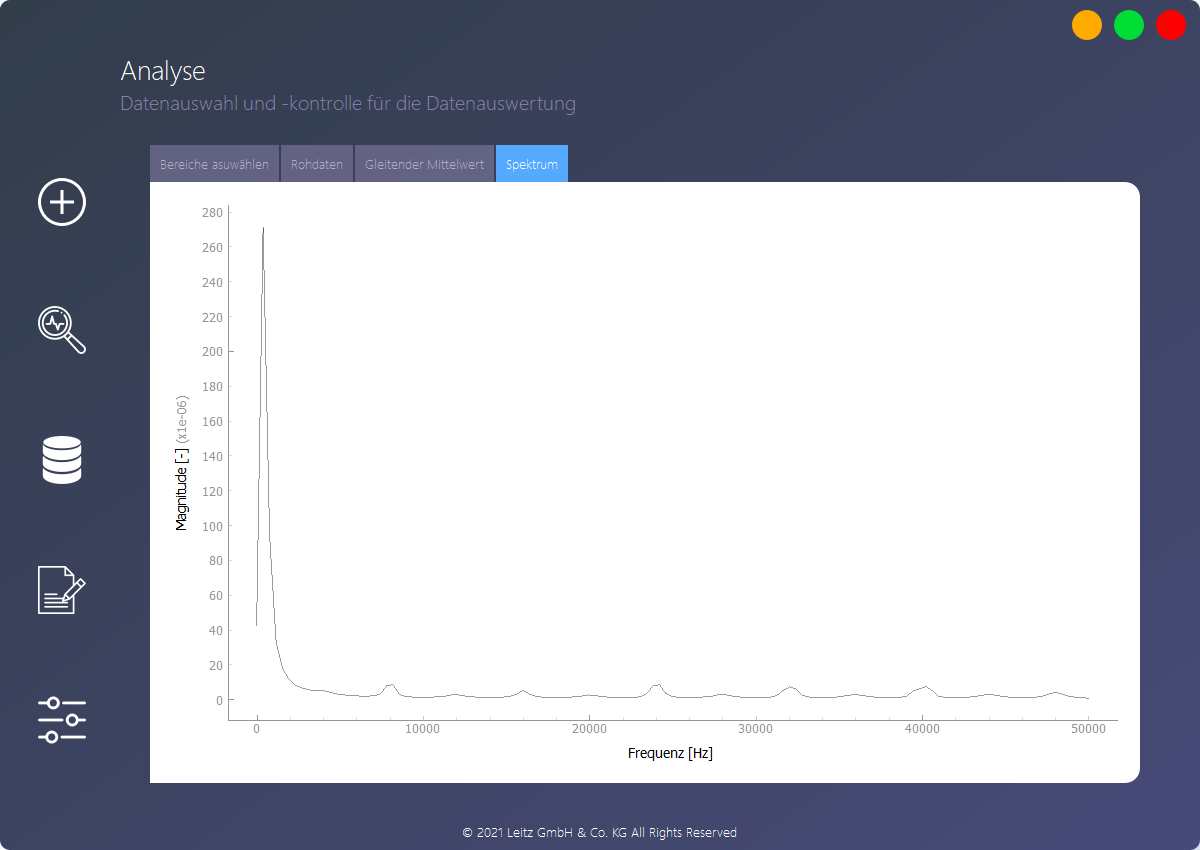 Analyse
Datenauswahl und -kontrolle für die Datenauswertung
Bereiche asuwählen Rohdaten Gleitender Mittelwert Spektrum
280
260
240
220
200
180
160
140
120
100
80
60
40
20
0
Magnitude [-] (x1e-06)
0 10000 20000 30000 40000 50000
Frequenz [Hz]
© 2021 Leitz GmbH & Co. KG All Rights Reserved